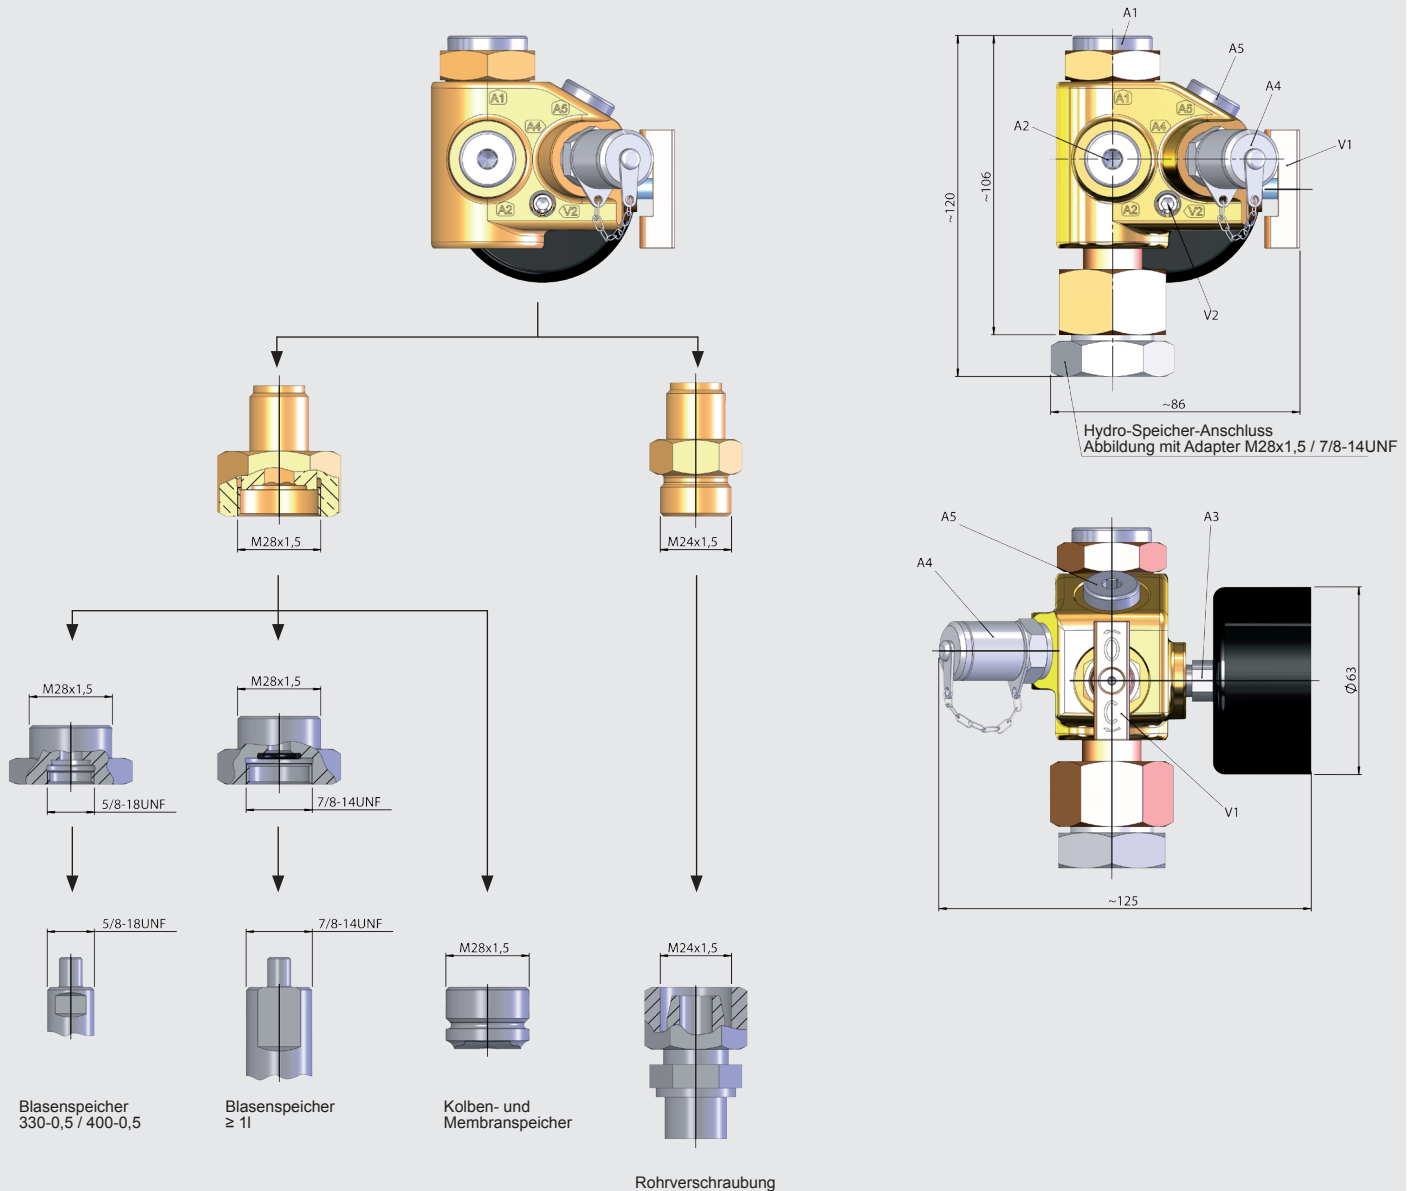 A1
A5
A4
A2
V2
A1
A5
A4
A2
V1
A1
A5
A4
A2
V2
V2
~120
~106
~86
Hydro-Speicher-Anschluss
Abbildung mit Adapter M28x1,5 / 7/8-14UNF
M28x1,5
M24x1,5
A5
A3
A4
O
C
Ø63
V1
~125
M28x1,5
M28x1,5
5/8-18UNF
7/8-14UNF
5/8-18UNF
7/8-14UNF
M28x1,5
M24x1,5
Blasenspeicher
330-0,5 / 400-0,5
Blasenspeicher
≥ 1l
Kolben- und
Membranspeicher
Rohrverschraubung